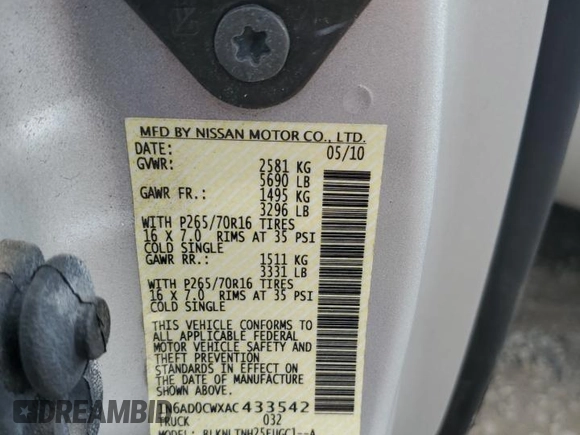 MFD BY NISSAN MOTOR CO., LTD.
DATE: 05/10
GVWR: 2581 KG
5690 LB
GAWR FR.: 1495 KG
3296 LB
WITH P265/70R16 TIRES
16 X 7.0 RIMS AT 35 PSI
COLD SINGLE
GAWR RR.: 1511 KG
3331 LB
WITH P265/70R16 TIRES
16 X 7.0 RIMS AT 35 PSI
COLD SINGLE
THIS VEHICLE CONFORMS TO
ALL APPLICABLE FEDERAL
MOTOR VEHICLE SAFETY AND
THEFT PREVENTION
STANDARDS IN EFFECT ON
THE DATE OF MANUFACTURE
SHOWN ABOVE.
1N6AD0CWXAC433542
TRUCK 032
DREAMBID